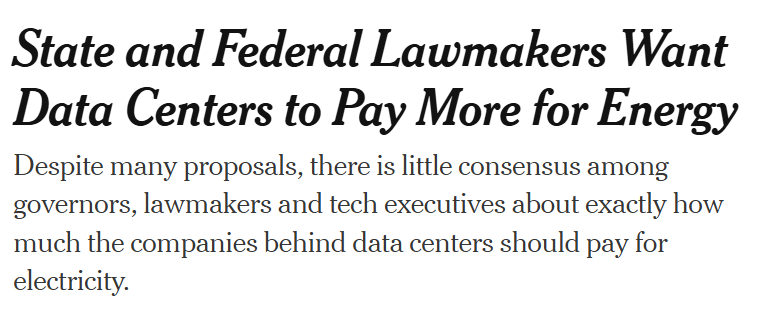 State and Federal Lawmakers Want
Data Centers to Pay More for Energy
Despite many proposals, there is little consensus among
governors, lawmakers and tech executives about exactly how
much the companies behind data centers should pay for
electricity.